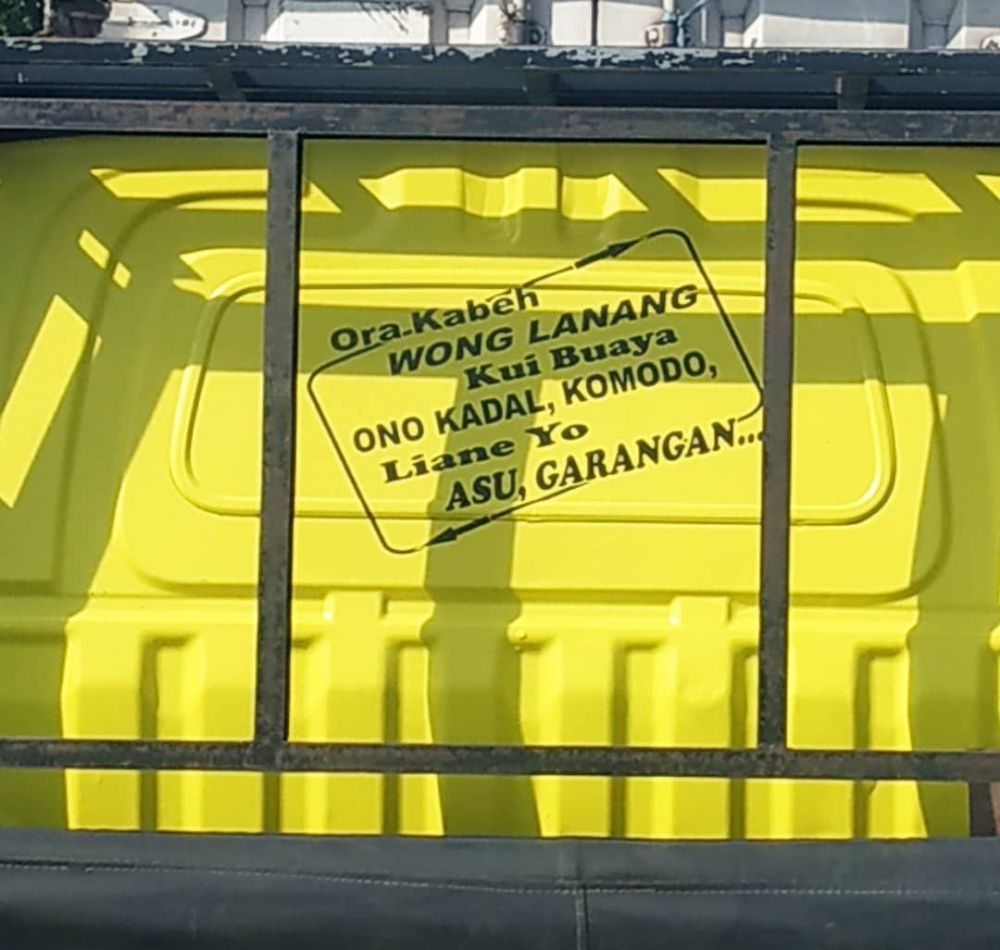 Ora.Kabeh
WONG LANANG
Kui Buaya
ONO KADAL, KOMODO,
Liane Yo
ASU, GARANGAN...